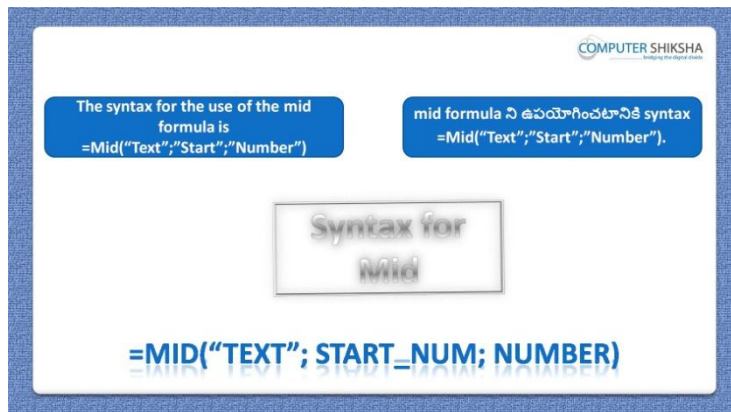 COMPUTER SHIKSHA
bridging the digital divide
The syntax for the use of the mid
formula is
=Mid(“Text”;”Start”;”Number”)
mid formula ని ఉపయోగించటానికి syntax
=Mid(“Text”;”Start”;”Number”).
Syntax for
Mid
=MID(“TEXT”; START_NUM; NUMBER)